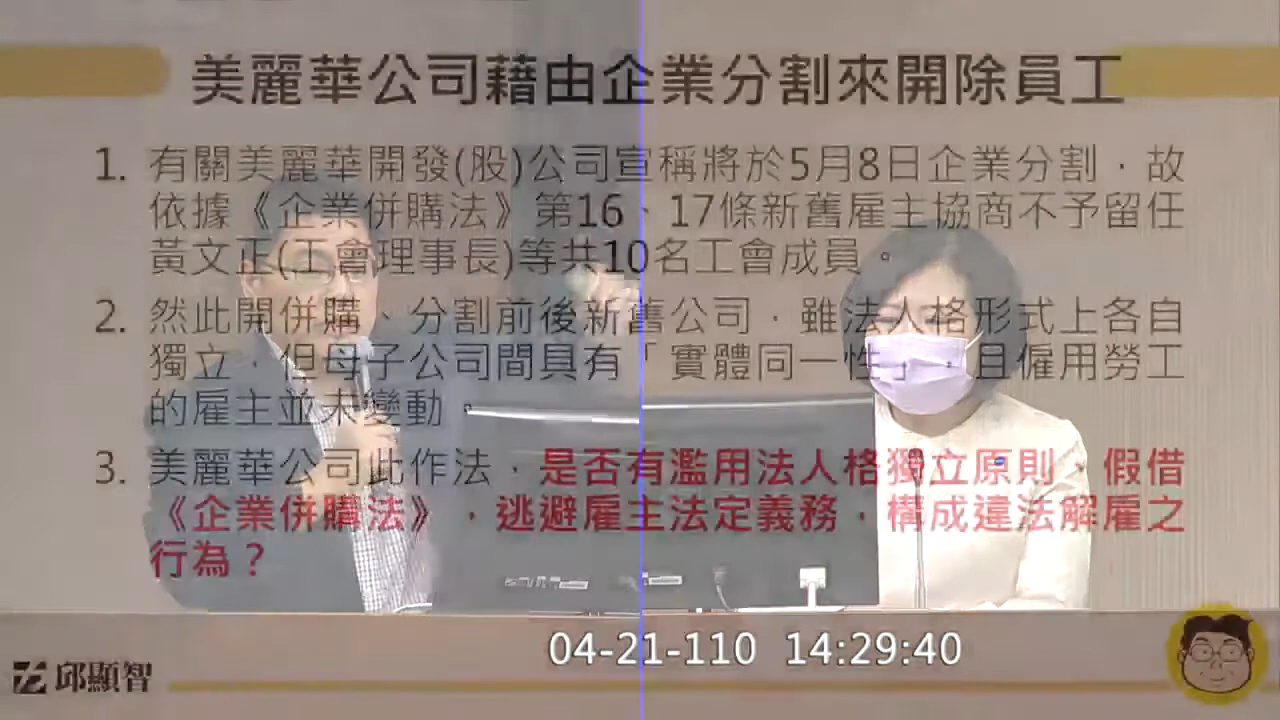 美麗華公司藉由企業分割來開除員工
1. 有關美麗華開發(股)公司宣稱將於5月8日企業分割，故
依據《企業併購法》第16、17條新舊雇主協商不予留任
黃文正(工會理事長)等共10名工會成員。
2. 然此開併購、分割前後新舊公司，雖法人格形式上各自
獨立，但母子公司間具有「實體同一性」，且僱用勞工
的雇主並未變動。
3. 美麗華公司此作法，是否有濫用法人格獨立原則，假借
《企業併購法》，逃避雇主法定義務，構成違法解雇之
行為？
04-21-110 14:29:40
邱顯智